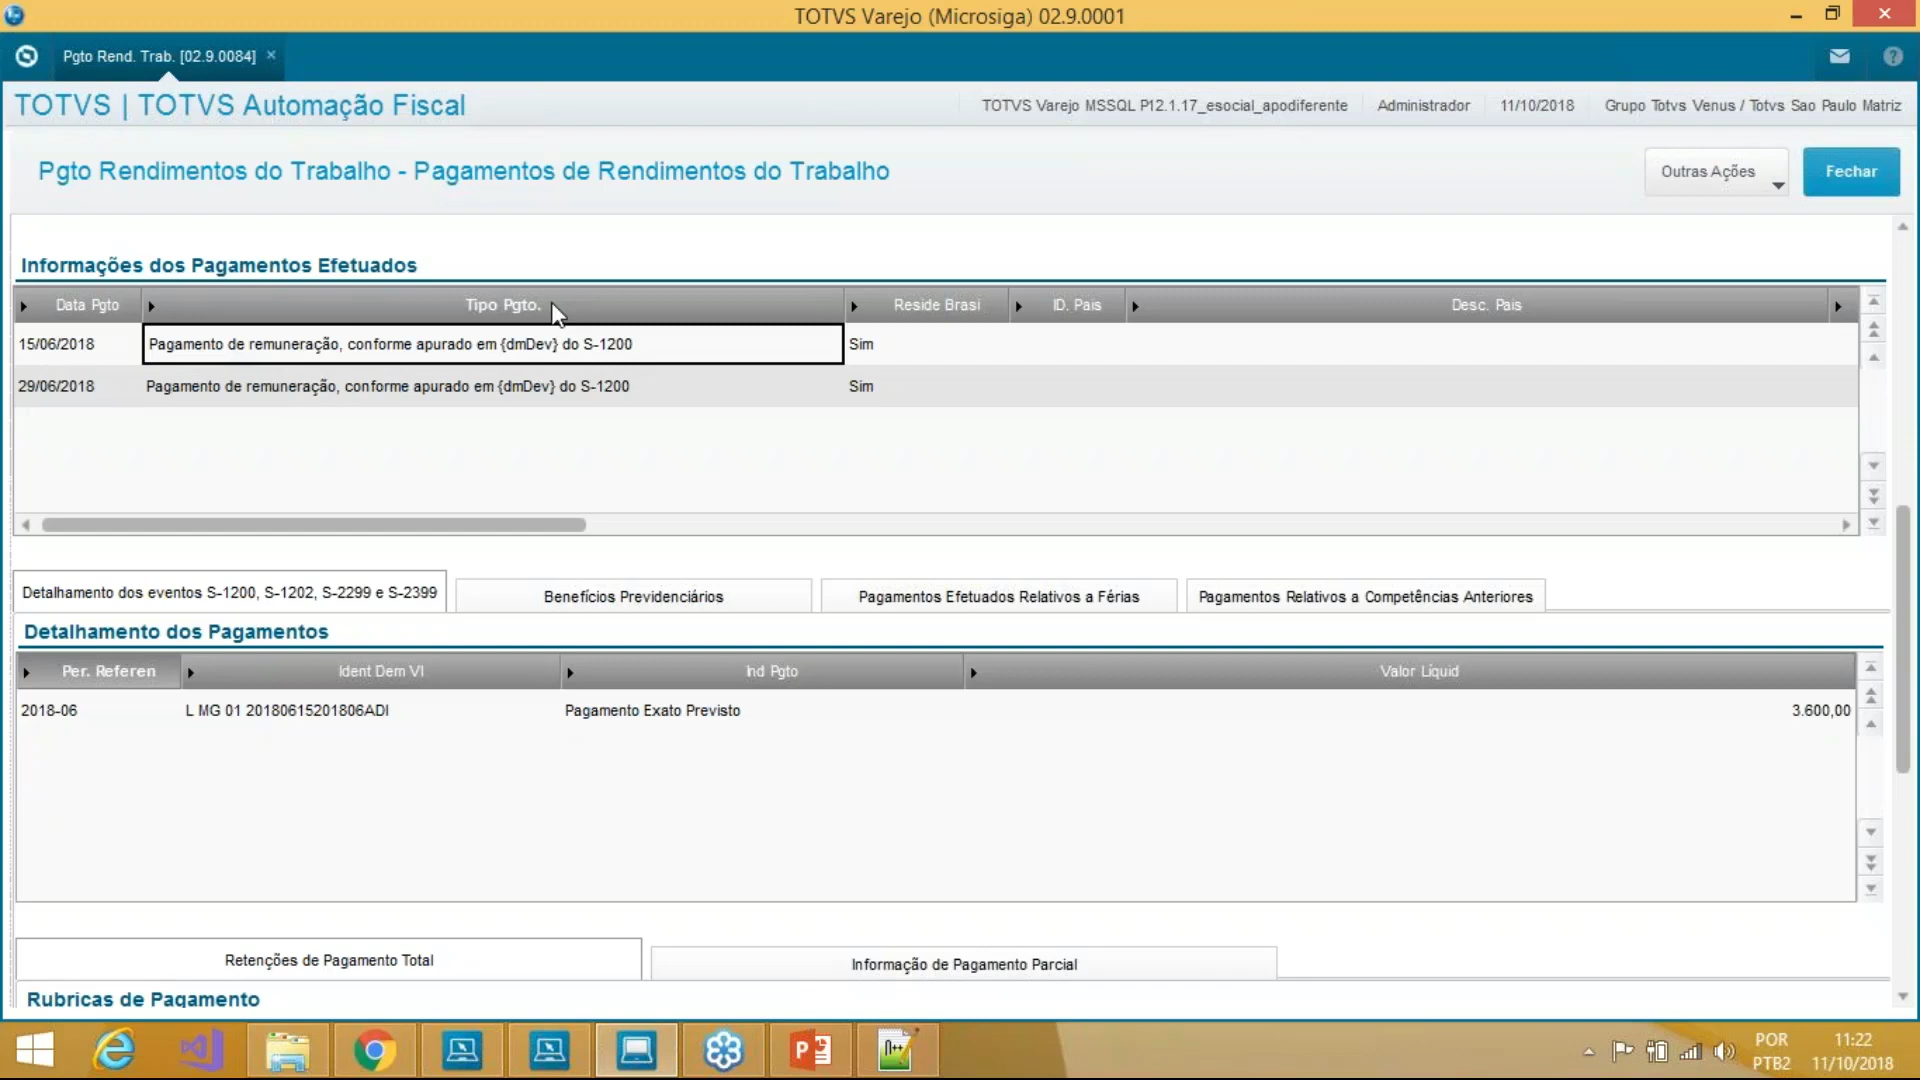 TOTVS Varejo (Microsiga) 02.9.0001
Pgto Rend. Trab. [02.9.0084]
TOTVS | TOTVS Automação Fiscal
TOTVS Varejo MSSQL P12.1.17_esocial_apodiferente Administrador 11/10/2018 Grupo Totvs Venus / Totvs Sao Paulo Matriz
Pgto Rendimentos do Trabalho - Pagamentos de Rendimentos do Trabalho
Outras Ações Fechar
Informações dos Pagamentos Efetuados
Data Pgto Tipo Pgto. Reside Brasi ID. Pais Desc. Pais
15/06/2018 Pagamento de remuneração, conforme apurado em {dmDev} do S-1200 Sim
29/06/2018 Pagamento de remuneração, conforme apurado em {dmDev} do S-1200 Sim
Detalhamento dos eventos S-1200, S-1202, S-2299 e S-2399 Benefícios Previdenciários Pagamentos Efetuados Relativos a Férias Pagamentos Relativos a Competências Anteriores
Detalhamento dos Pagamentos
Per. Referen Ident Dem Vl Ind Pgto Valor Líquid
2018-06 L MG 01 20180615201806ADI Pagamento Exato Previsto 3.600,00
Retenções de Pagamento Total Informação de Pagamento Parcial
Rubricas de Pagamento
POR 11:22
PTB2 11/10/2018